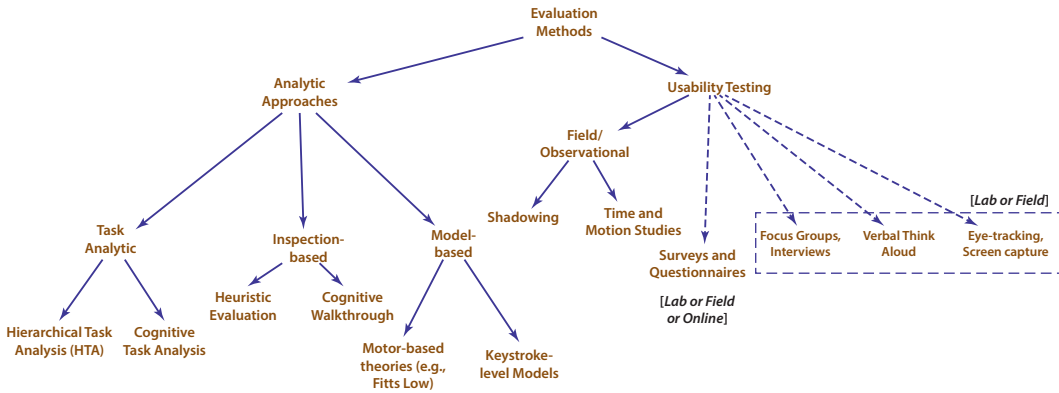 Evaluation
Methods
Analytic
Approaches
Usability Testing
Field/
Observational
Shadowing
Time and
Motion Studies
[Lab or Field]
Task
Analytic
Inspection-
based
Model-
based
Surveys and
Questionnaires
Focus Groups,
Interviews
Verbal Think
Aloud
Eye-tracking,
Screen capture
[Lab or Field
or Online]
Heuristic
Evaluation
Cognitive
Walkthrough
Hierarchical Task
Analysis (HTA)
Cognitive
Task Analysis
Motor-based
theories (e.g.,
Fitts Low)
Keystroke-
level Models